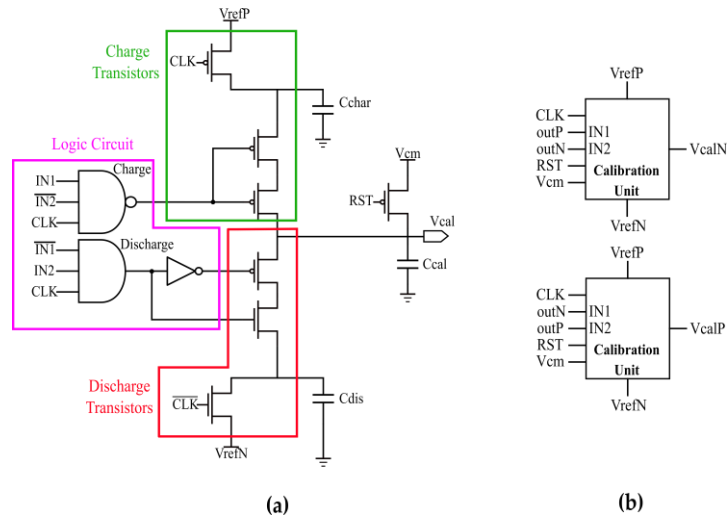 VrefP
Charge
Transistors
CLK
Cchar
Logic Circuit
Charge
IN1
IN2
CLK
Vcm
RST
Vcal
Ccal
Discharge
IN1
IN2
CLK
Discharge
Transistors
CLK
Cdis
VrefN
(a)
VrefP
CLK
outP IN1
outN IN2
RST Calibration
Vcm Unit
VcalN
VrefN
VrefP
CLK
outN IN1
outP IN2
RST Calibration
Vcm Unit
VcalP
VrefN
(b)